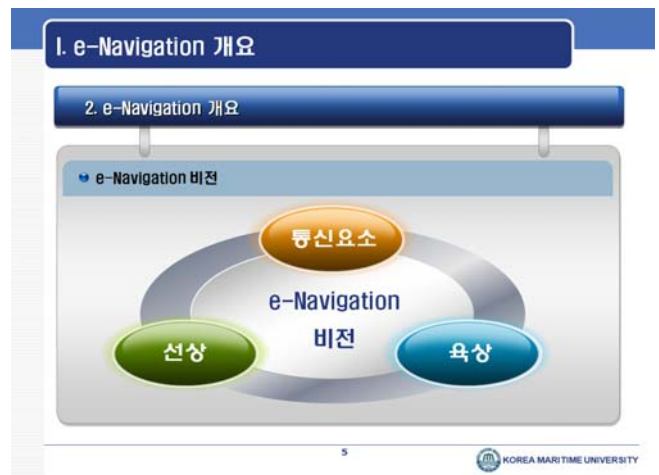 I. e-Navigation 개요
2. e-Navigation 개요
e-Navigation 비전
통신요소
e-Navigation
비전
선상
육상
5
KOREA MARITIME UNIVERSITY